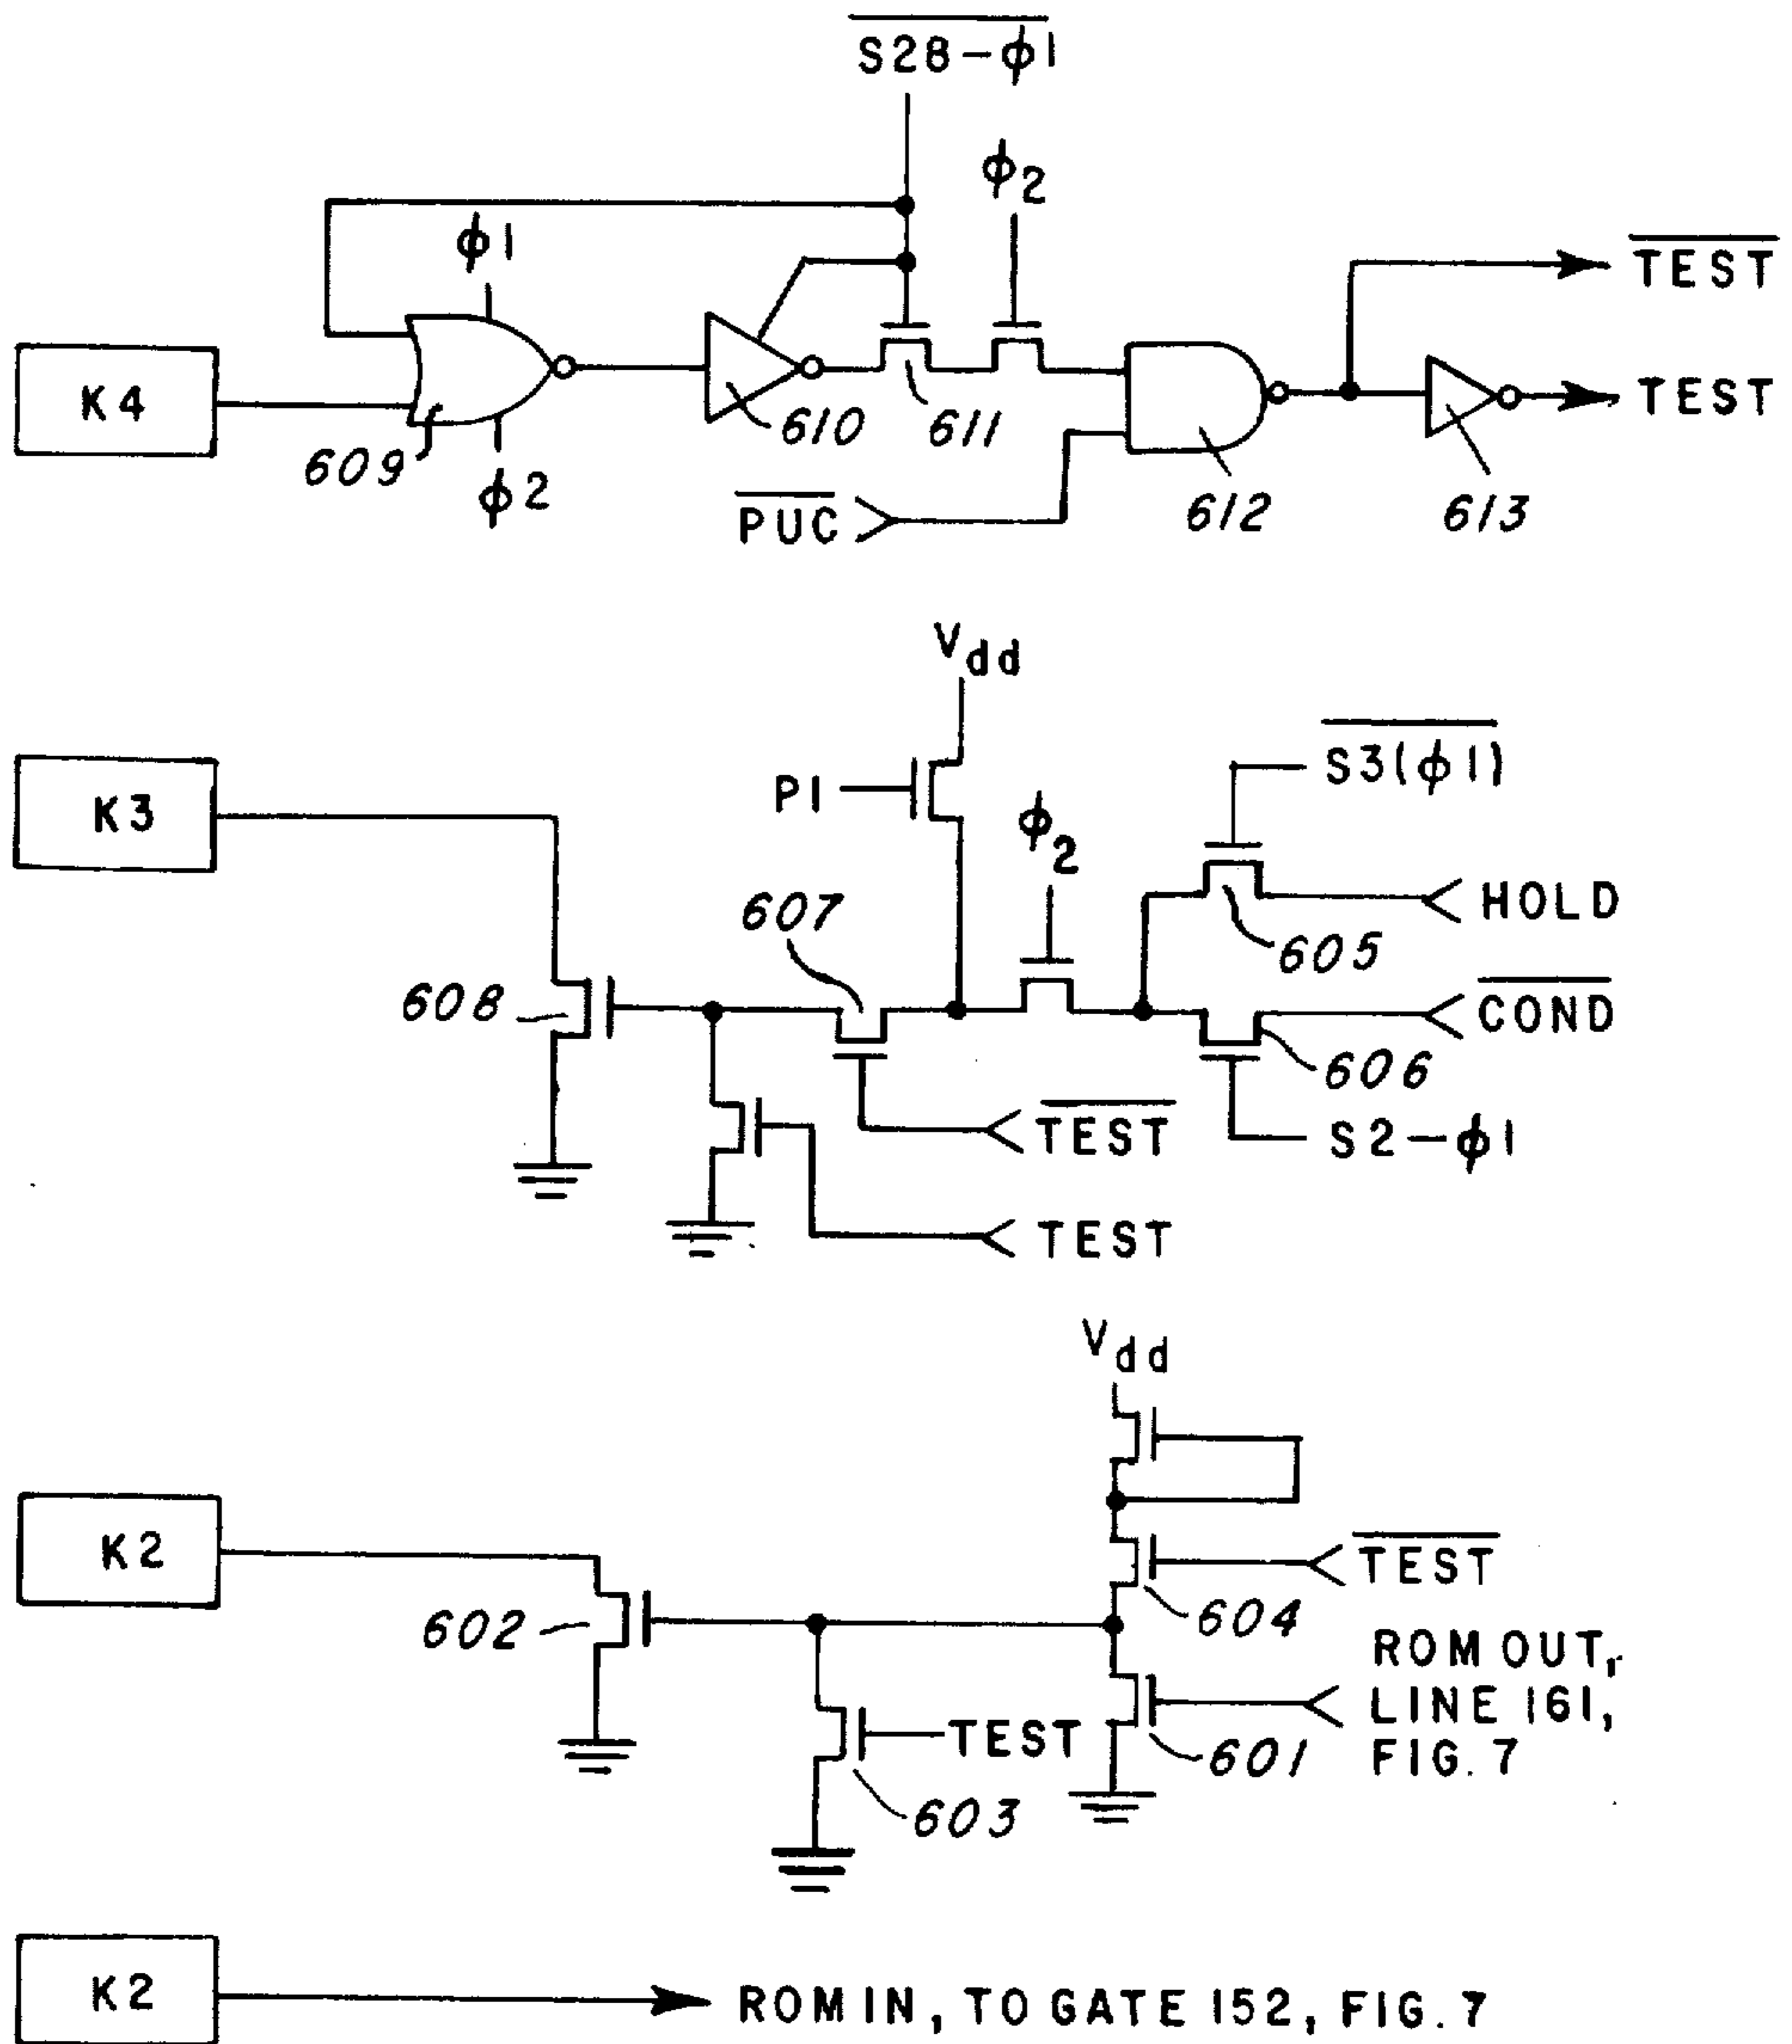 S28-ϕ1
ϕ2
ϕ1
TEST
K4
TEST
609
610
611
ϕ2
PUC
612
613
Vdd
K3
P1
S3(ϕ1)
ϕ2
607
HOLD
605
608
COND
606
TEST
S2-ϕ1
TEST
Vdd
K2
TEST
604
602
ROM OUT,
LINE 161,
FIG. 7
TEST
601
603
K2
ROM IN, TO GATE 152, FIG. 7